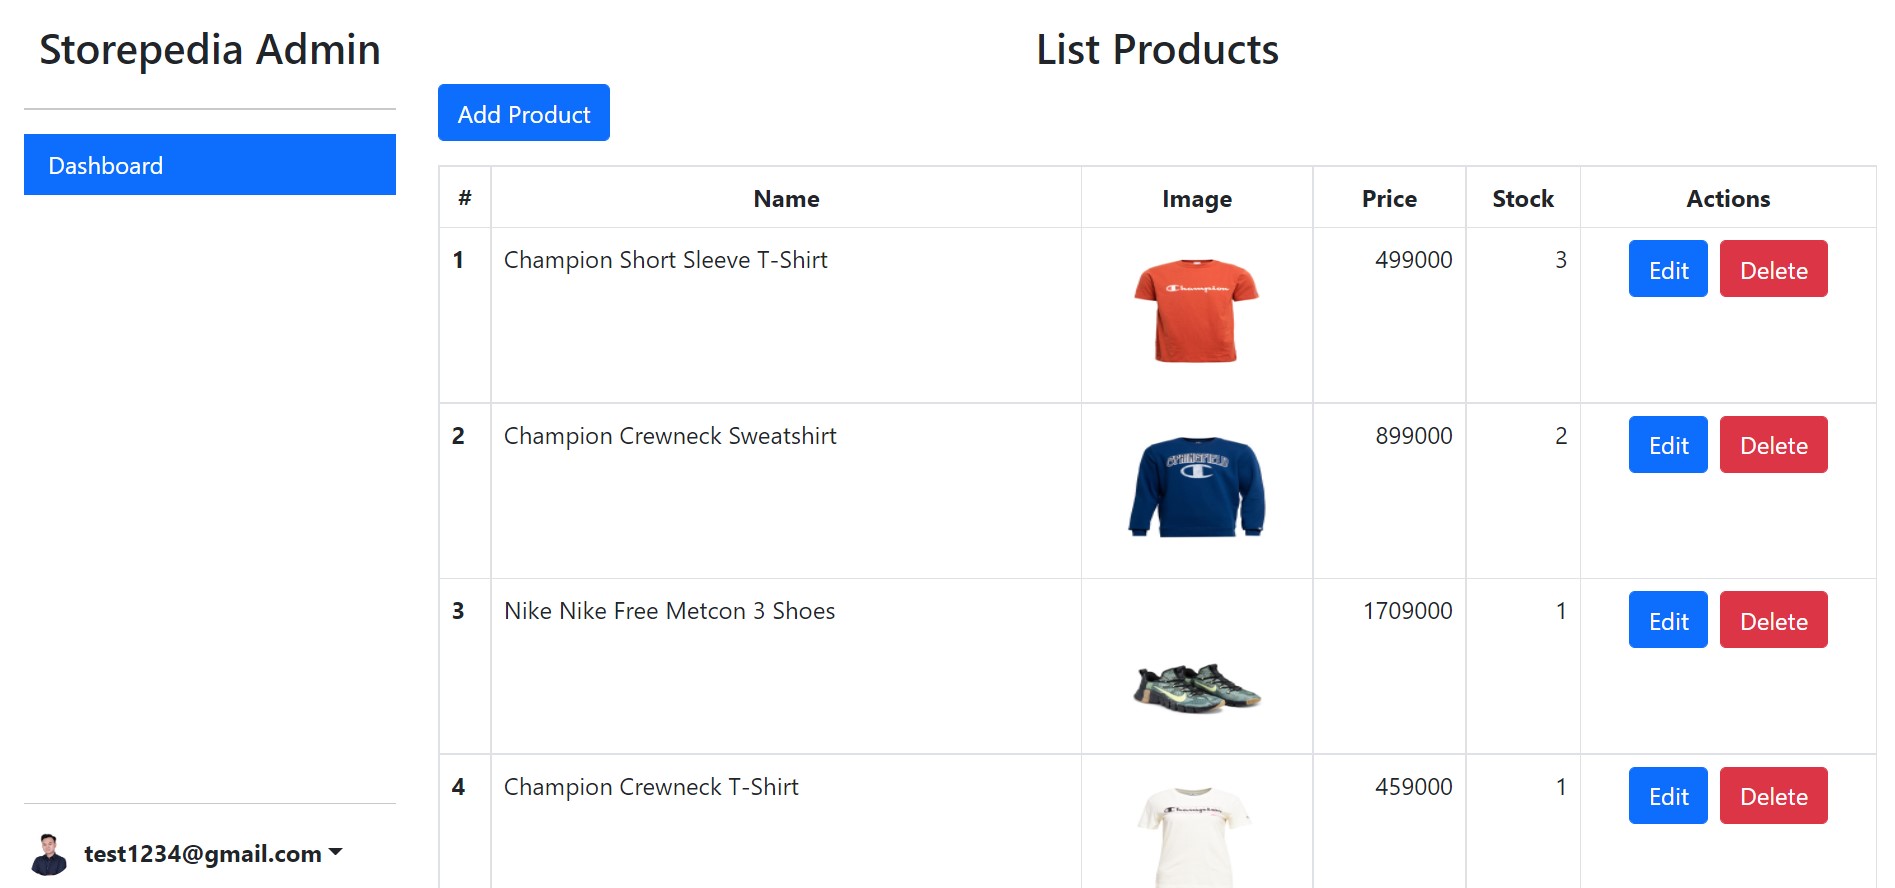 Storepedia Admin
Dashboard
test1234@gmail.com
List Products
Add Product
# Name Image Price Stock Actions
1 Champion Short Sleeve T-Shirt Champion 499000 3 Edit Delete
2 Champion Crewneck Sweatshirt 899000 2 Edit Delete
3 Nike Nike Free Metcon 3 Shoes 1709000 1 Edit Delete
4 Champion Crewneck T-Shirt Champion 459000 1 Edit Delete